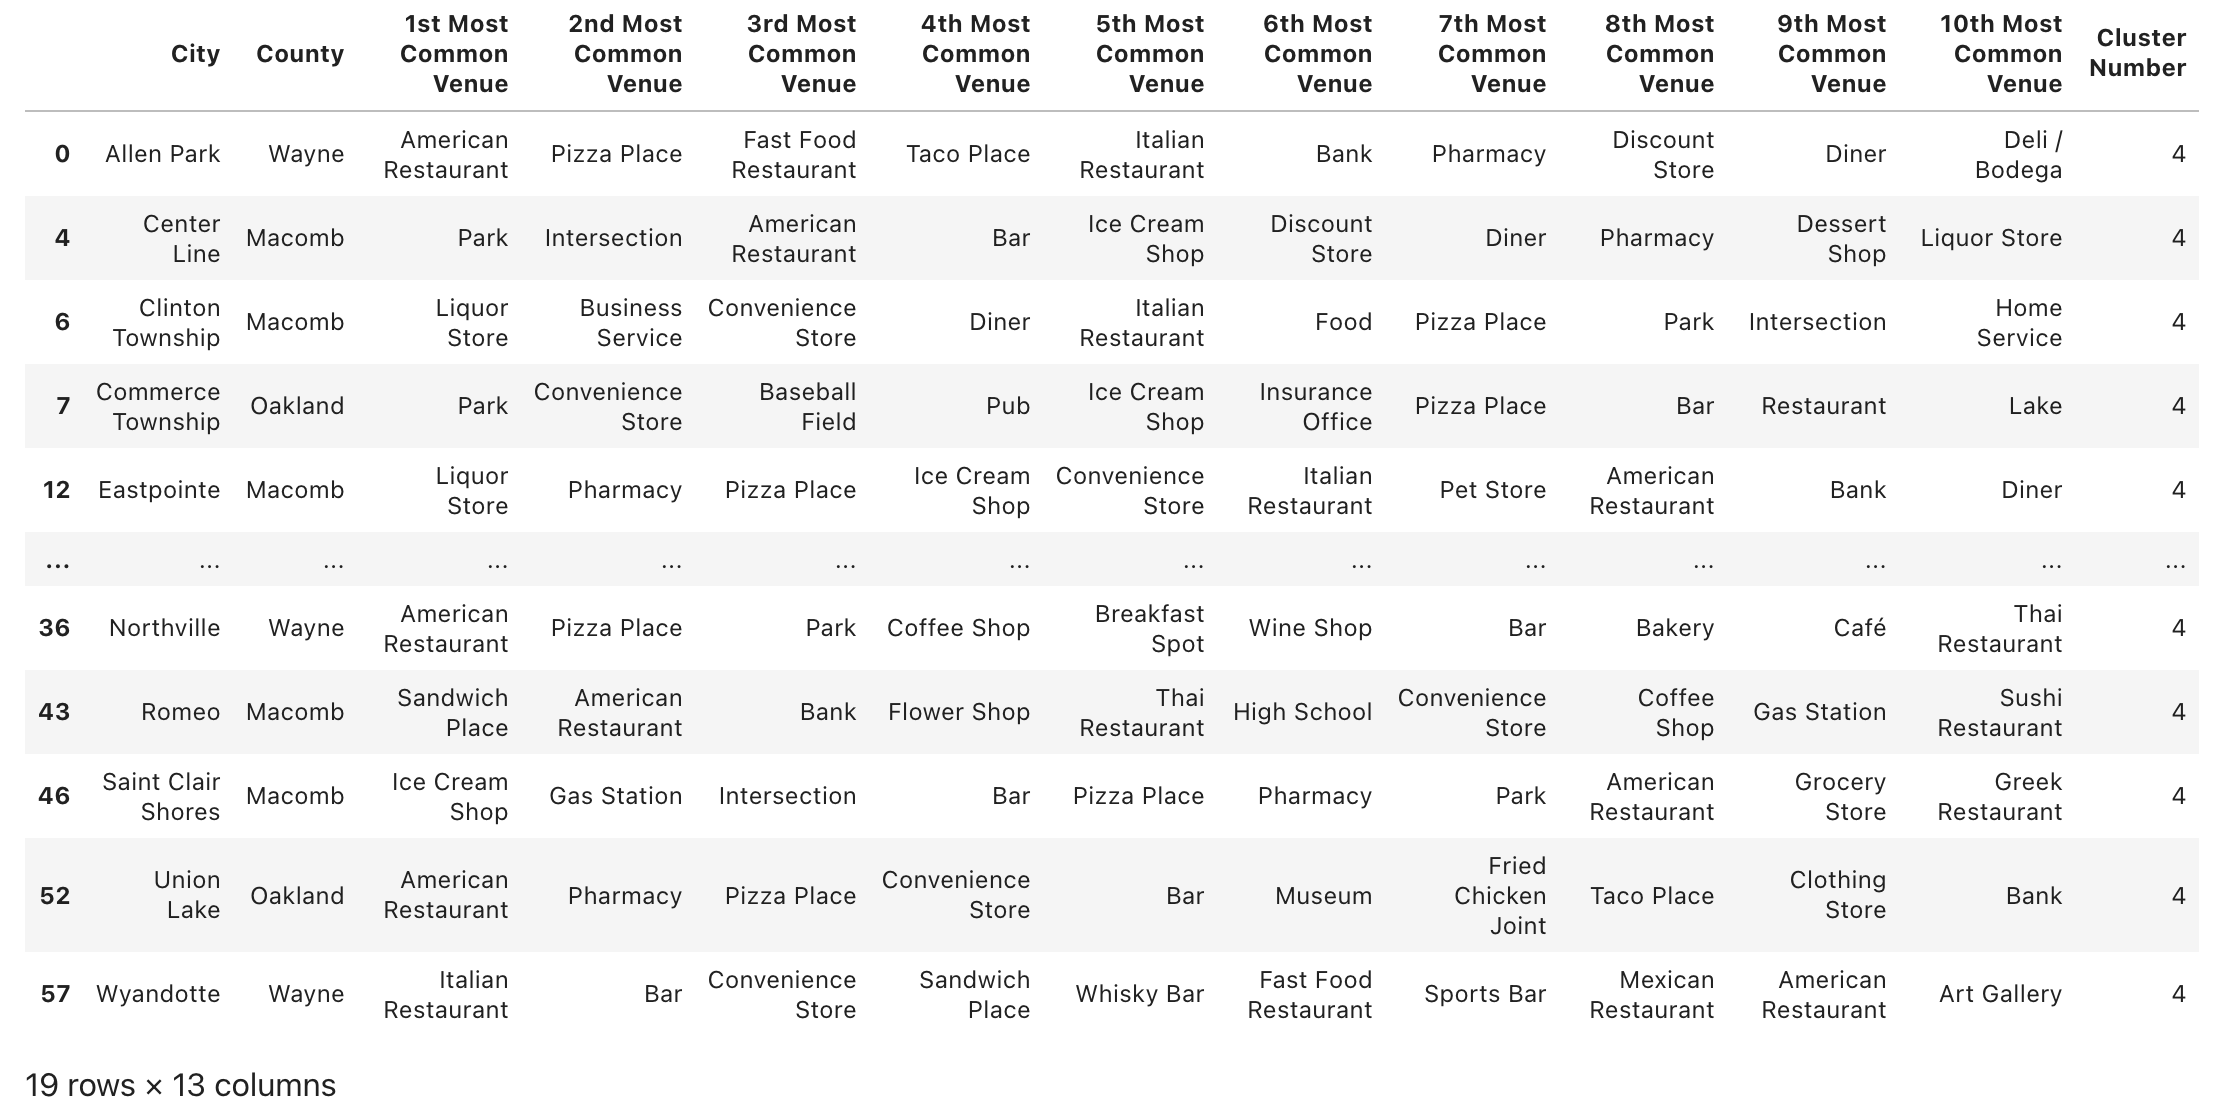 City County 1st Most Common Venue 2nd Most Common Venue 3rd Most Common Venue 4th Most Common Venue 5th Most Common Venue 6th Most Common Venue 7th Most Common Venue 8th Most Common Venue 9th Most Common Venue 10th Most Common Venue Cluster Number
0 Allen Park Wayne American Restaurant Pizza Place Fast Food Restaurant Taco Place Italian Restaurant Bank Pharmacy Discount Store Diner Deli / Bodega 4
4 Center Line Macomb Park Intersection American Restaurant Bar Ice Cream Shop Discount Store Diner Pharmacy Dessert Shop Liquor Store 4
6 Clinton Township Macomb Liquor Store Business Service Convenience Store Diner Italian Restaurant Food Pizza Place Park Intersection Home Service 4
7 Commerce Township Oakland Park Convenience Store Baseball Field Pub Ice Cream Shop Insurance Office Pizza Place Bar Restaurant Lake 4
12 Eastpointe Macomb Liquor Store Pharmacy Pizza Place Ice Cream Shop Convenience Store Italian Restaurant Pet Store American Restaurant Bank Diner 4
... ... ... ... ... ... ... ... ... ... ... ... ... ...
36 Northville Wayne American Restaurant Pizza Place Park Coffee Shop Breakfast Spot Wine Shop Bar Bakery Café Thai Restaurant 4
43 Romeo Macomb Sandwich Place American Restaurant Bank Flower Shop Thai Restaurant High School Convenience Store Coffee Shop Gas Station Sushi Restaurant 4
46 Saint Clair Shores Macomb Ice Cream Shop Gas Station Intersection Bar Pizza Place Pharmacy Park American Restaurant Grocery Store Greek Restaurant 4
52 Union Lake Oakland American Restaurant Pharmacy Pizza Place Convenience Store Bar Museum Fried Chicken Joint Taco Place Clothing Store Bank 4
57 Wyandotte Wayne Italian Restaurant Bar Convenience Store Sandwich Place Whisky Bar Fast Food Restaurant Sports Bar Mexican Restaurant American Restaurant Art Gallery 4
19 rows × 13 columns